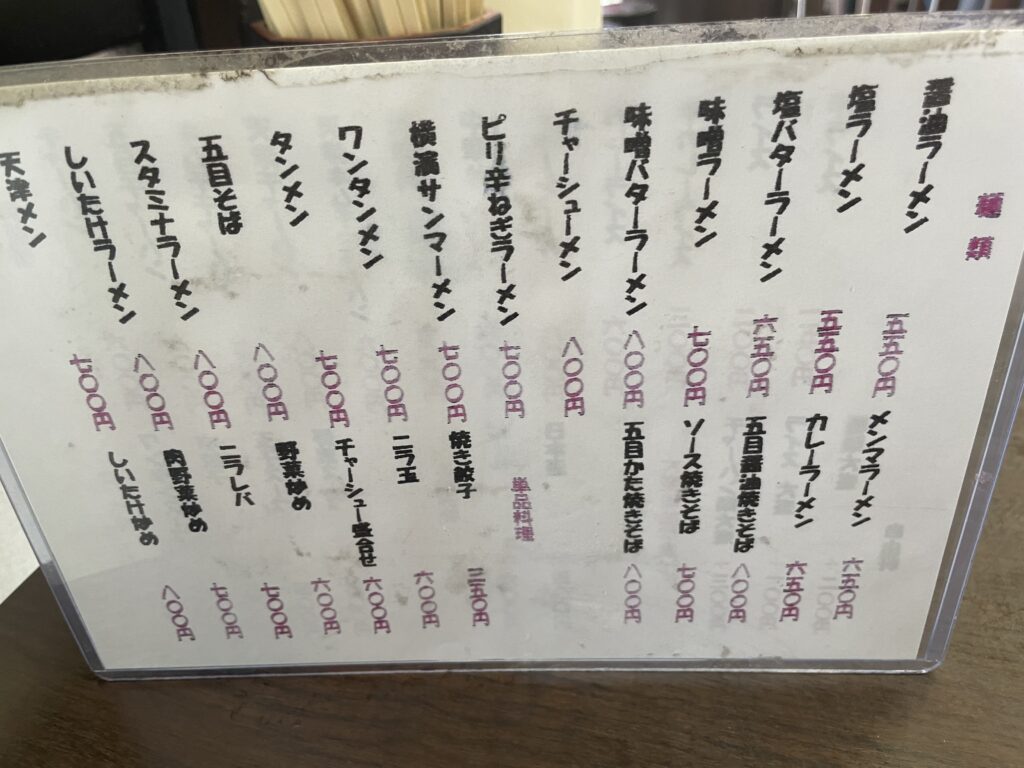 種類
醤油ラーメン 五五〇円
塩ラーメン 五五〇円
塩バターラーメン 六五〇円
味噌ラーメン 七〇〇円
味噌バターラーメン 八〇〇円
チャーシューメン 八〇〇円
ピリ辛ねぎラーメン 七〇〇円
横濱サンマーメン 七〇〇円
ワンタンメン 七〇〇円
タンメン 七〇〇円
五目そば 八〇〇円
スタミナラーメン 八〇〇円
しいたけラーメン 八〇〇円
天津メン 七〇〇円
メンマラーメン 六五〇円
カレーラーメン 六五〇円
五目醤油焼きそば 八〇〇円
ソース焼きそば 七〇〇円
五目かた焼きそば 八〇〇円
単品料理
焼き餃子 三五〇円
ニラ玉 六〇〇円
チャーシュー盛合せ 六〇〇円
野菜炒め 六〇〇円
ニラレバ 七〇〇円
肉野菜炒め 七〇〇円
しいたけ炒め 八〇〇円